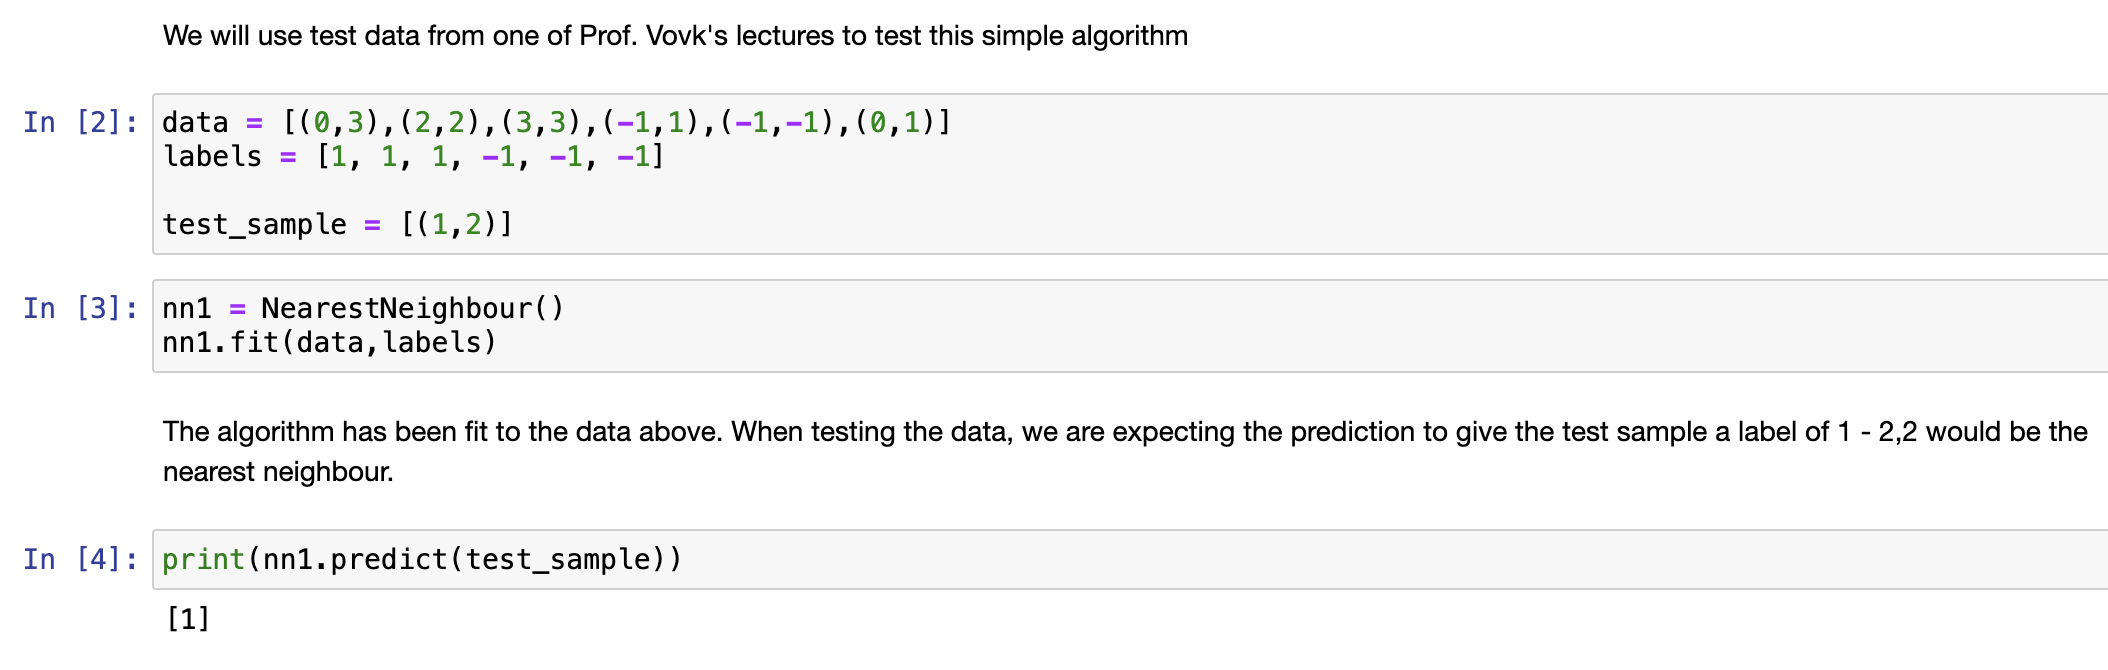 We will use test data from one of Prof. Vovk's lectures to test this simple algorithm
In [2]: data = [(0,3),(2,2),(3,3),(-1,1),(-1,-1),(0,1)]
labels = [1, 1, 1, -1, -1, -1]
test_sample = [(1,2)]
In [3]: nn1 = NearestNeighbour()
nn1.fit(data,labels)
The algorithm has been fit to the data above. When testing the data, we are expecting the prediction to give the test sample a label of 1 - 2,2 would be the
nearest neighbour.
In [4]: print(nn1.predict(test_sample))
[1]